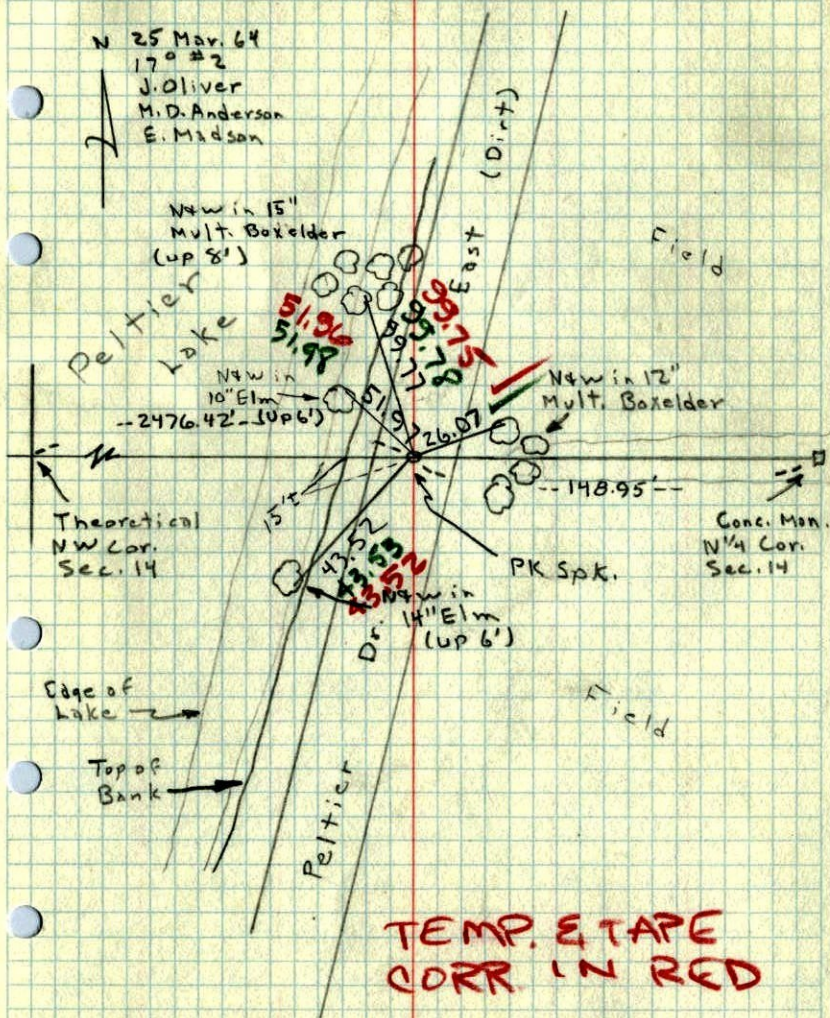 N
25 Mar. 64
17° #2
J. Oliver
M. D. Anderson
E. Madson
(Dirt)
East
N&W in 15"
Mult. Boxelder
(up 8')
Field
Peltier
Lake
51.96
51.98
99.75
99.78
99.77
N&W in
10" Elm
(up 6')
51.97
26.07
N&W in 12"
Mult. Boxelder
--2476.42'--
--148.95'--
15'±
Theoretical
NW Cor.
Sec. 14
Conc. Mon.
N 1/4 Cor.
Sec. 14
PK Spk.
43.52
43.53
43.52
N&W in
14" Elm
(up 6')
Dr.
Edge of
Lake
Field
Top of
Bank
Peltier
TEMP. & TAPE
CORR. IN RED